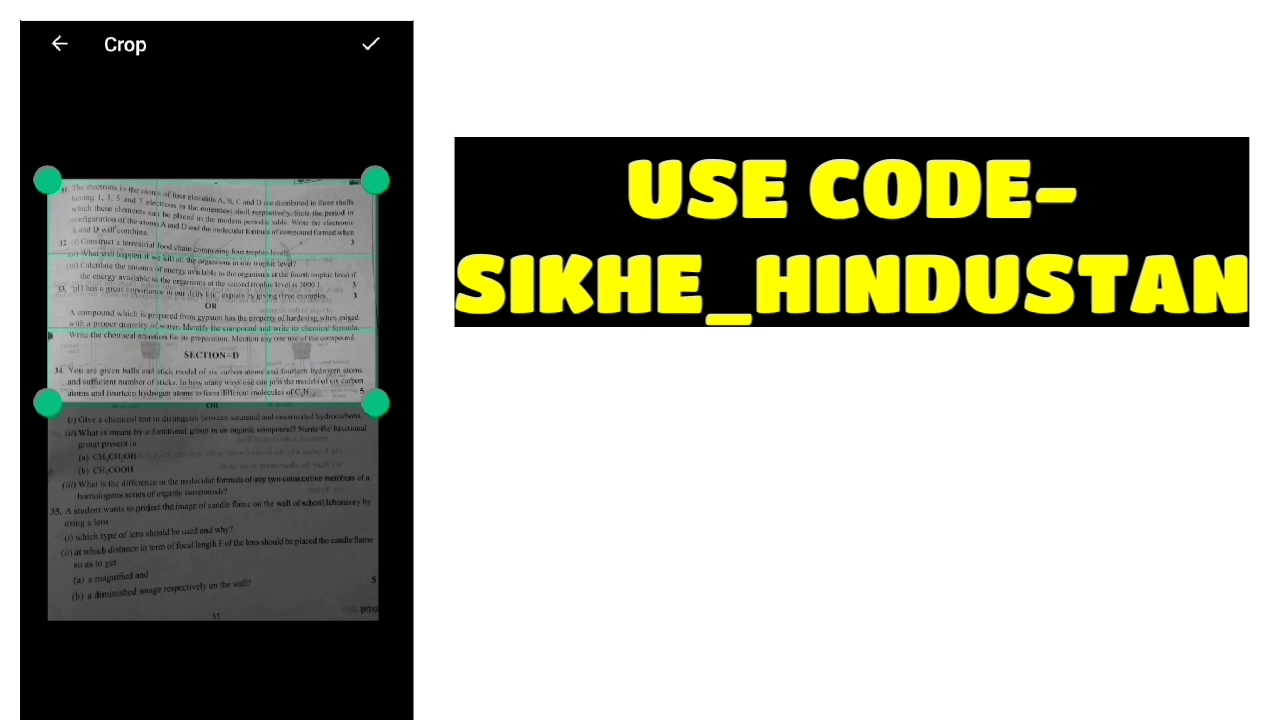 Crop
USE CODE-
SIKHE_HINDUSTAN
31. The electrons in the atoms of four elements A, B, C and D are distributed in three shells
having 1, 3, 5 and 7 electrons in the outermost shell respectively. State the period in
which these elements can be placed in the modern periodic table. Write the electronic
configuration of the atoms A and D and the molecular formula of compound formed when
A and D will combine. 3
32. (i) Construct a terrestrial food chain composing four trophic level?
(ii) What will happen if we kill all the organisms in one trophic level?
(iii) Calculate the amount of energy available to the organisms at the fourth trophic level if
the energy available to the organisms at the second trophic level is 2000 J. 3
33. "pH has a great importance in our daily life" explain by giving three examples. 3
OR
A compound which is prepared from gypsum has the property of hardening when mixed
with a proper quantity of water. Identify the compound and write its chemical formula.
Write the chemical equation for its preparation. Mention any one use of the compound.
SECTION–D
34. You are given balls and stick model of six carbon atoms and fourteen hydrogen atoms
and sufficient number of sticks. In how many ways one can join the models of six carbon
atoms and fourteen hydrogen atoms to form different molecules of 5
OR
(i) Give a chemical test to distinguish between saturated and unsaturated hydrocarbons.
(ii) What is meant by a functional group in an organic compound? Name the functional
group present in
(a) CH₃CH₂OH
(b) CH₃COOH
(iii) What is the difference in the molecular formula of any two consecutive members of a
homologous series of organic compounds?
35. A student wants to project the image of candle flame on the wall of school laboratory by
using a lens:
(i) which type of lens should be used and why?
(ii) at which distance in term of focal length F of the lens should be placed the candle flame
so as to get
(a) a magnified and
(b) a diminished image respectively on the wall? 5